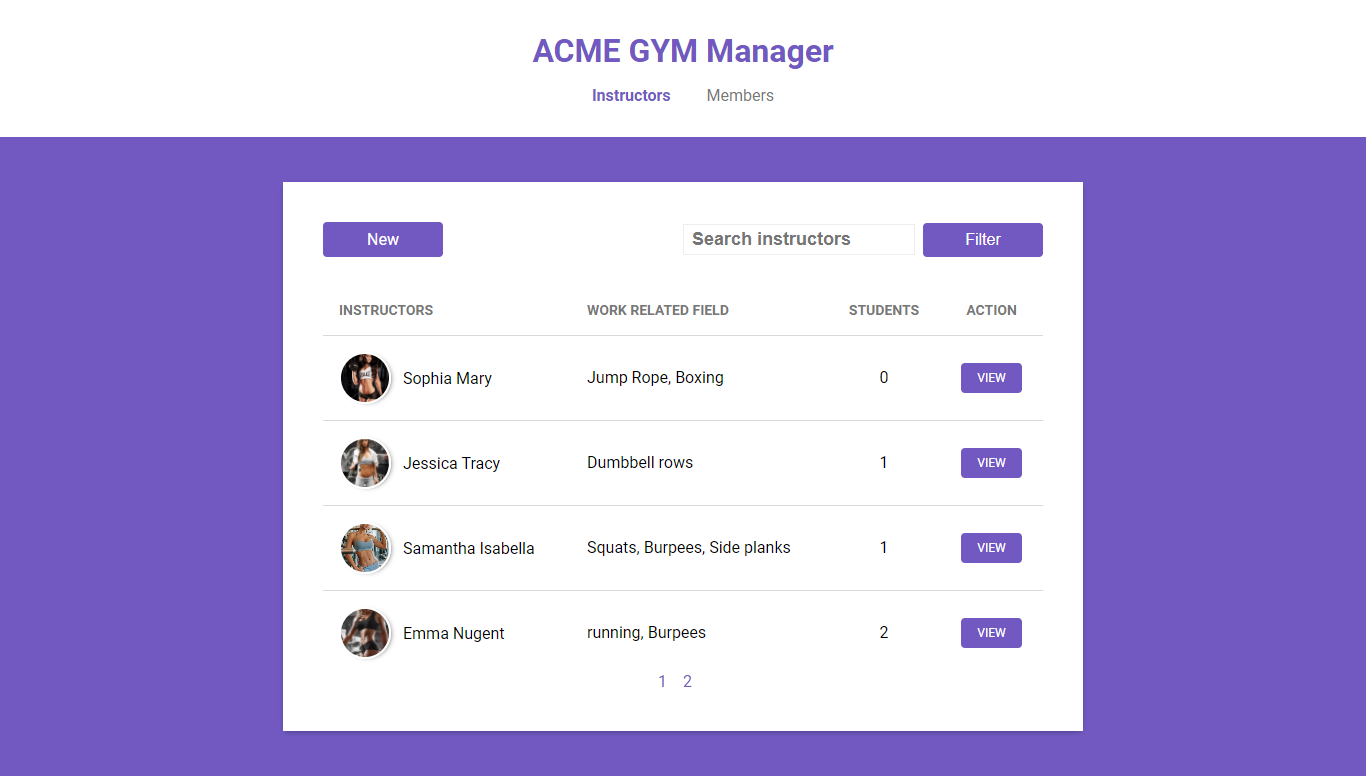 ACME GYM Manager
Instructors Members
New Search instructors Filter
INSTRUCTORS WORK RELATED FIELD STUDENTS ACTION
Sophia Mary Jump Rope, Boxing 0 VIEW
Jessica Tracy Dumbbell rows 1 VIEW
Samantha Isabella Squats, Burpees, Side planks 1 VIEW
Emma Nugent running, Burpees 2 VIEW
1 2